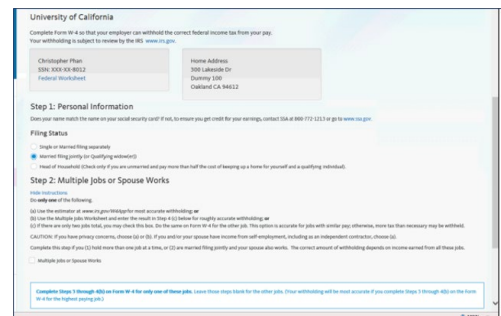 University of California
Complete Form W-4 so that your employer can withhold the correct federal income tax from your pay.
Your withholding is subject to review by the IRS www.irs.gov.
Christopher Phan
SSN: XXX-XX-8012
Federal Worksheet
Home Address
300 Lakeside Dr
Dummy 100
Oakland CA 94612
Step 1: Personal Information
Does your name match the name on your social security card? If not, to ensure you get credit for your earnings, contact SSA at 800-772-1213 or go to www.ssa.gov.
Filing Status
Single or Married filing separately
Married filing jointly (or Qualifying widow(er))
Head of Household (Check only if you are unmarried and pay more than half the cost of keeping up a home for yourself and a qualifying individual).
Step 2: Multiple Jobs or Spouse Works
Hide Instructions
Do only one of the following.
(a) Use the estimator at www.irs.gov/W4App for most accurate withholding; or
(b) Use the Multiple Jobs Worksheet and enter the result in Step 4(c) below for roughly accurate withholding; or
(c) If there are only two jobs total, you may check this box. Do the same on Form W-4 for the other job. This option is accurate for jobs with similar pay; otherwise, more tax than necessary may be withheld.
CAUTION: If you have privacy concerns, choose (a) or (b). If you and/or your spouse have income from self-employment, including as an independent contractor, choose (a).
Complete this step if you (1) hold more than one job at a time, or (2) are married filing jointly and your spouse also works. The correct amount of withholding depends on income earned from all these jobs.
Multiple Jobs or Spouse Works
Complete Steps 3 through 4(b) on Form W-4 for only one of these jobs. Leave those steps blank for the other jobs. (Your withholding will be most accurate if you complete Steps 3 through 4(b) on the Form
W-4 for the highest paying job.)